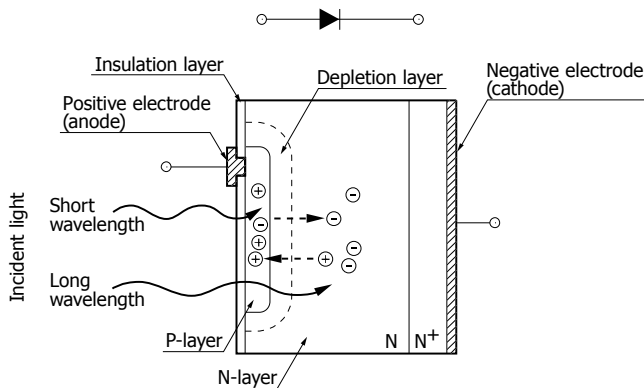 Insulation layer
Depletion layer
Negative electrode
(cathode)
Positive electrode
(anode)
Incident light
Short
wavelength
Long
wavelength
P-layer
N-layer
N
N+
+
-
+
+
-
-
+
-
-